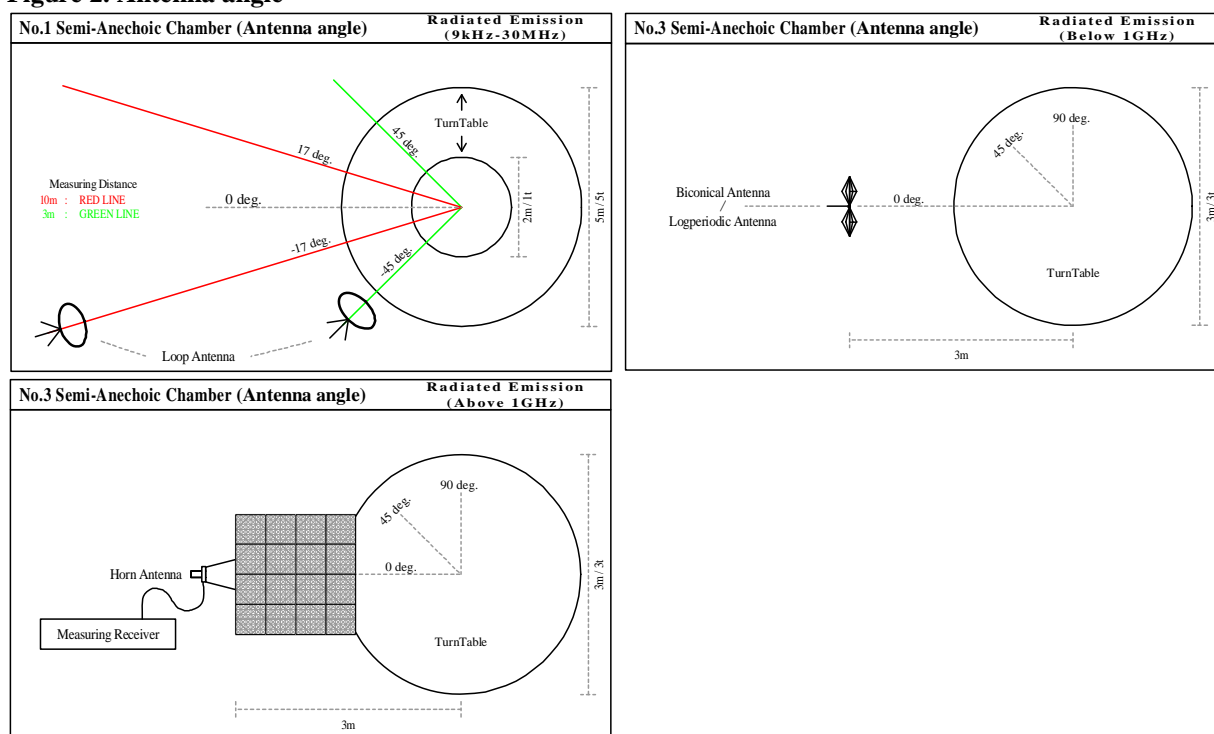 Figure 2. Antenna angle
No.1 Semi-Anechoic Chamber (Antenna angle)
Radiated Emission
(9kHz-30MHz)
TurnTable
45 deg.
17 deg.
Measuring Distance
10m : RED LINE
3m : GREEN LINE
0 deg.
2m / 1t
5m / 5t
-17 deg.
-45 deg.
Loop Antenna
No.3 Semi-Anechoic Chamber (Antenna angle)
Radiated Emission
(Below 1GHz)
90 deg.
45 deg.
Biconical Antenna
/
Logperiodic Antenna
0 deg.
3m / 3t
TurnTable
3m
No.3 Semi-Anechoic Chamber (Antenna angle)
Radiated Emission
(Above 1GHz)
90 deg.
45 deg.
Horn Antenna
0 deg.
3m / 3t
Measuring Receiver
TurnTable
3m